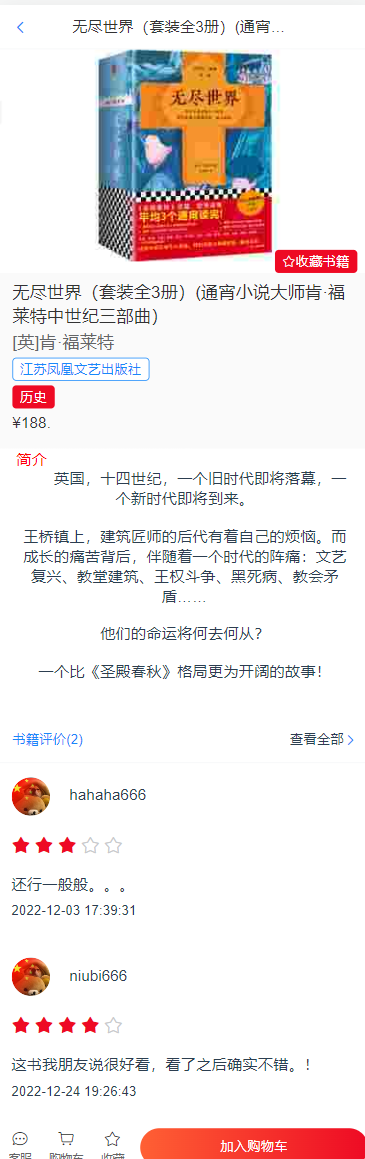 无尽世界（套装全3册）(通宵…
无尽世界
平均3个通宵读完!
收藏书籍
无尽世界（套装全3册）(通宵小说大师肯·福
莱特中世纪三部曲)
[英]肯·福莱特
江苏凤凰文艺出版社
历史
¥188.
简介
英国，十四世纪，一个旧时代即将落幕，一
个新时代即将到来。
王桥镇上，建筑匠师的后代有着自己的烦恼。而
成长的痛苦背后，伴随着一个时代的阵痛：文艺
复兴、教堂建筑、王权斗争、黑死病、教会矛
盾……
他们的命运将何去何从？
一个比《圣殿春秋》格局更为开阔的故事！
书籍评价(2)
查看全部
hahaha666
还行一般般。。。
2022-12-03 17:39:31
niubi666
这书我朋友说很好看，看了之后确实不错。！
2022-12-24 19:26:43
客服
购物车
收藏
加入购物车